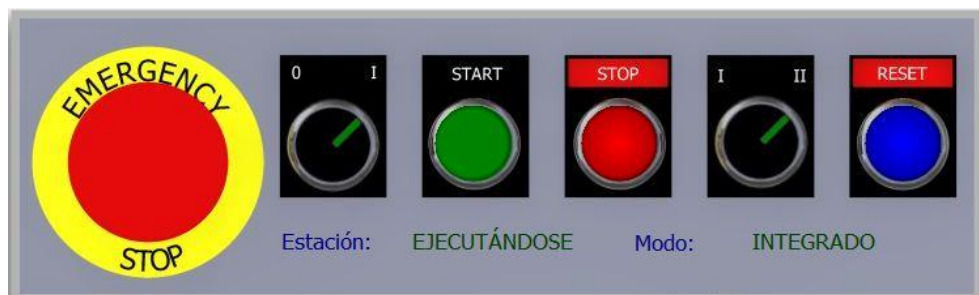 EMERGENCY
STOP
0 I
START
STOP
I II
RESET
Estación: EJECUTÁNDOSE Modo: INTEGRADO